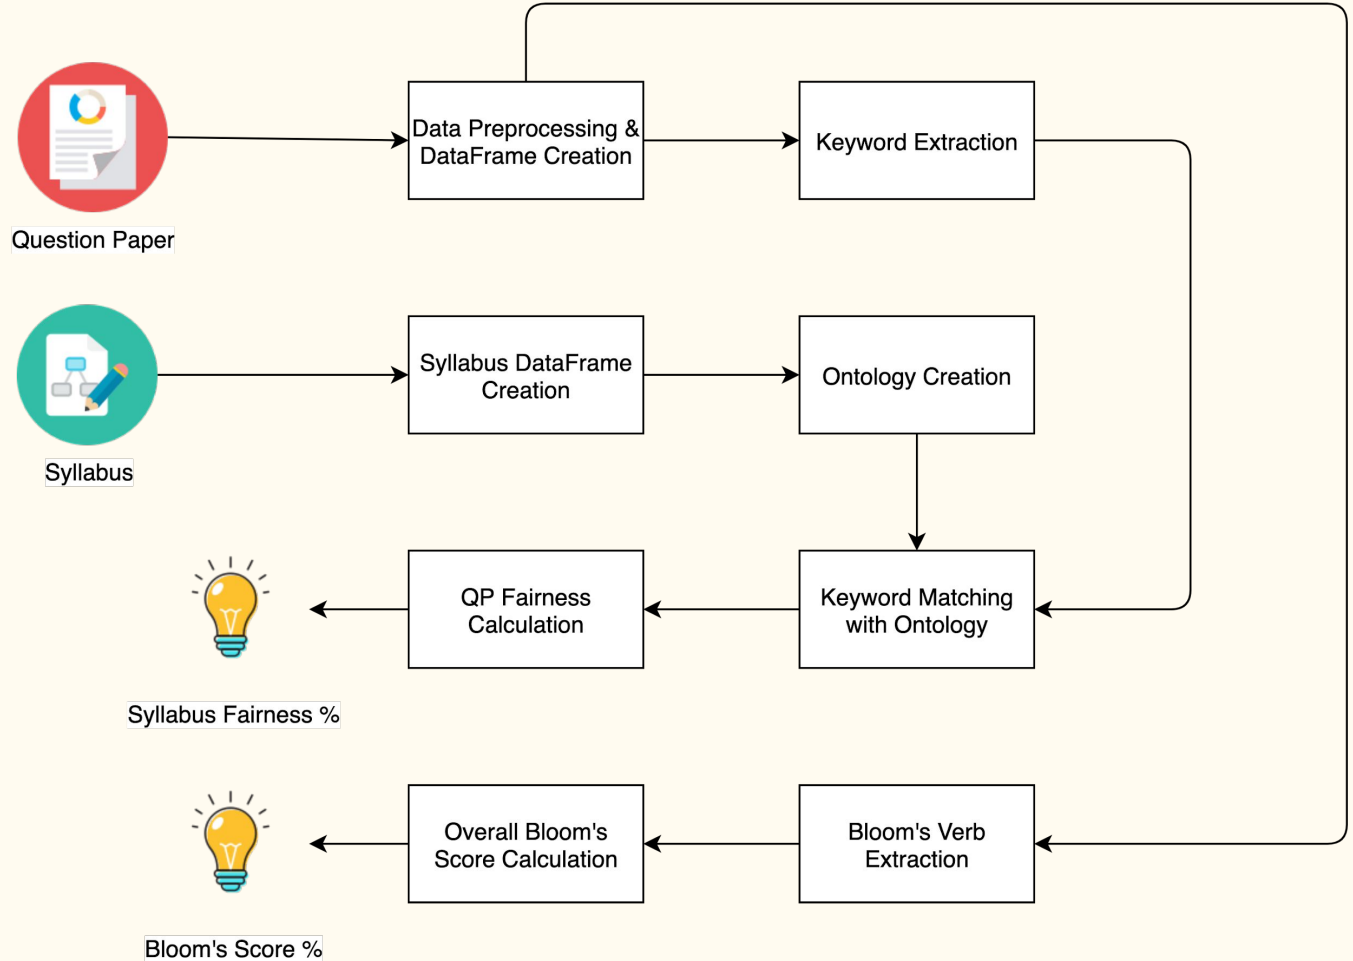 Data Preprocessing &
DataFrame Creation
Keyword Extraction
Question Paper
Syllabus DataFrame
Creation
Ontology Creation
Syllabus
QP Fairness
Calculation
Keyword Matching
with Ontology
Syllabus Fairness %
Overall Bloom's
Score Calculation
Bloom's Verb
Extraction
Bloom's Score %